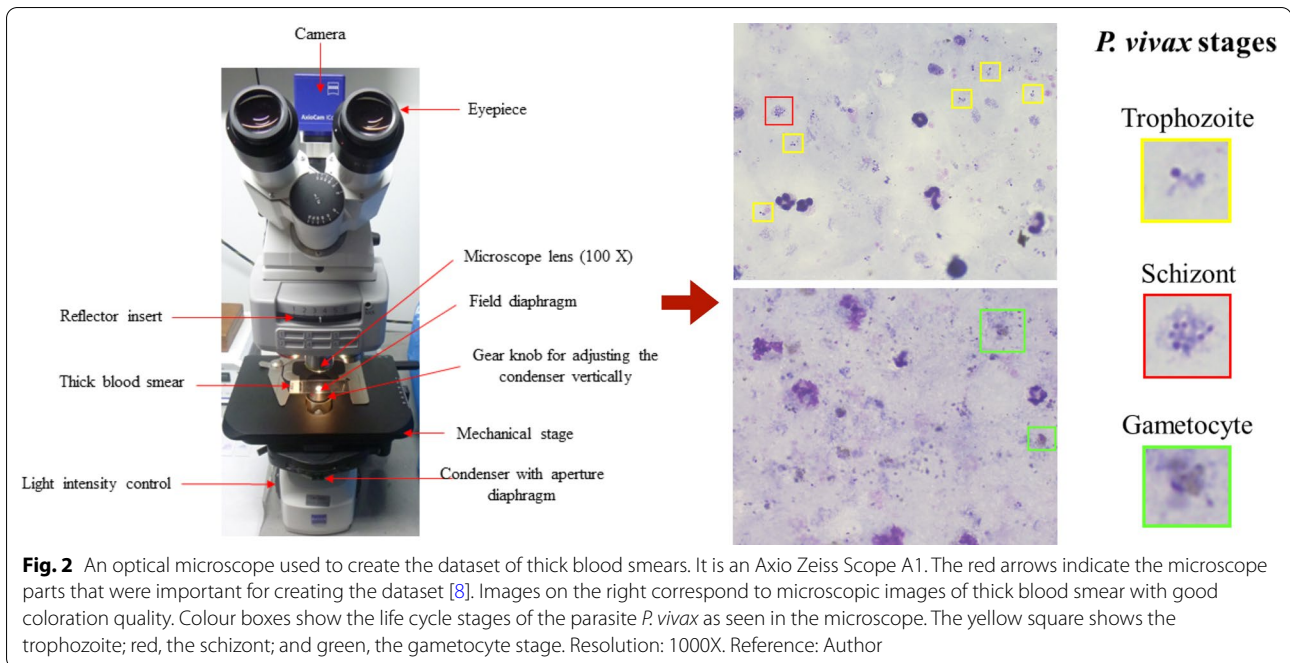 Camera
Eyepiece
AxioCam
Microscope lens (100 X)
Field diaphragm
Reflector insert
Gear knob for adjusting the
condenser vertically
Thick blood smear
Mechanical stage
Light intensity control
Condenser with aperture
diaphragm
P. vivax stages
Trophozoite
Schizont
Gametocyte
Fig. 2 An optical microscope used to create the dataset of thick blood smears. It is an Axio Zeiss Scope A1. The red arrows indicate the microscope
parts that were important for creating the dataset [8]. Images on the right correspond to microscopic images of thick blood smear with good
coloration quality. Colour boxes show the life cycle stages of the parasite P. vivax as seen in the microscope. The yellow square shows the
trophozoite; red, the schizont; and green, the gametocyte stage. Resolution: 1000X. Reference: Author